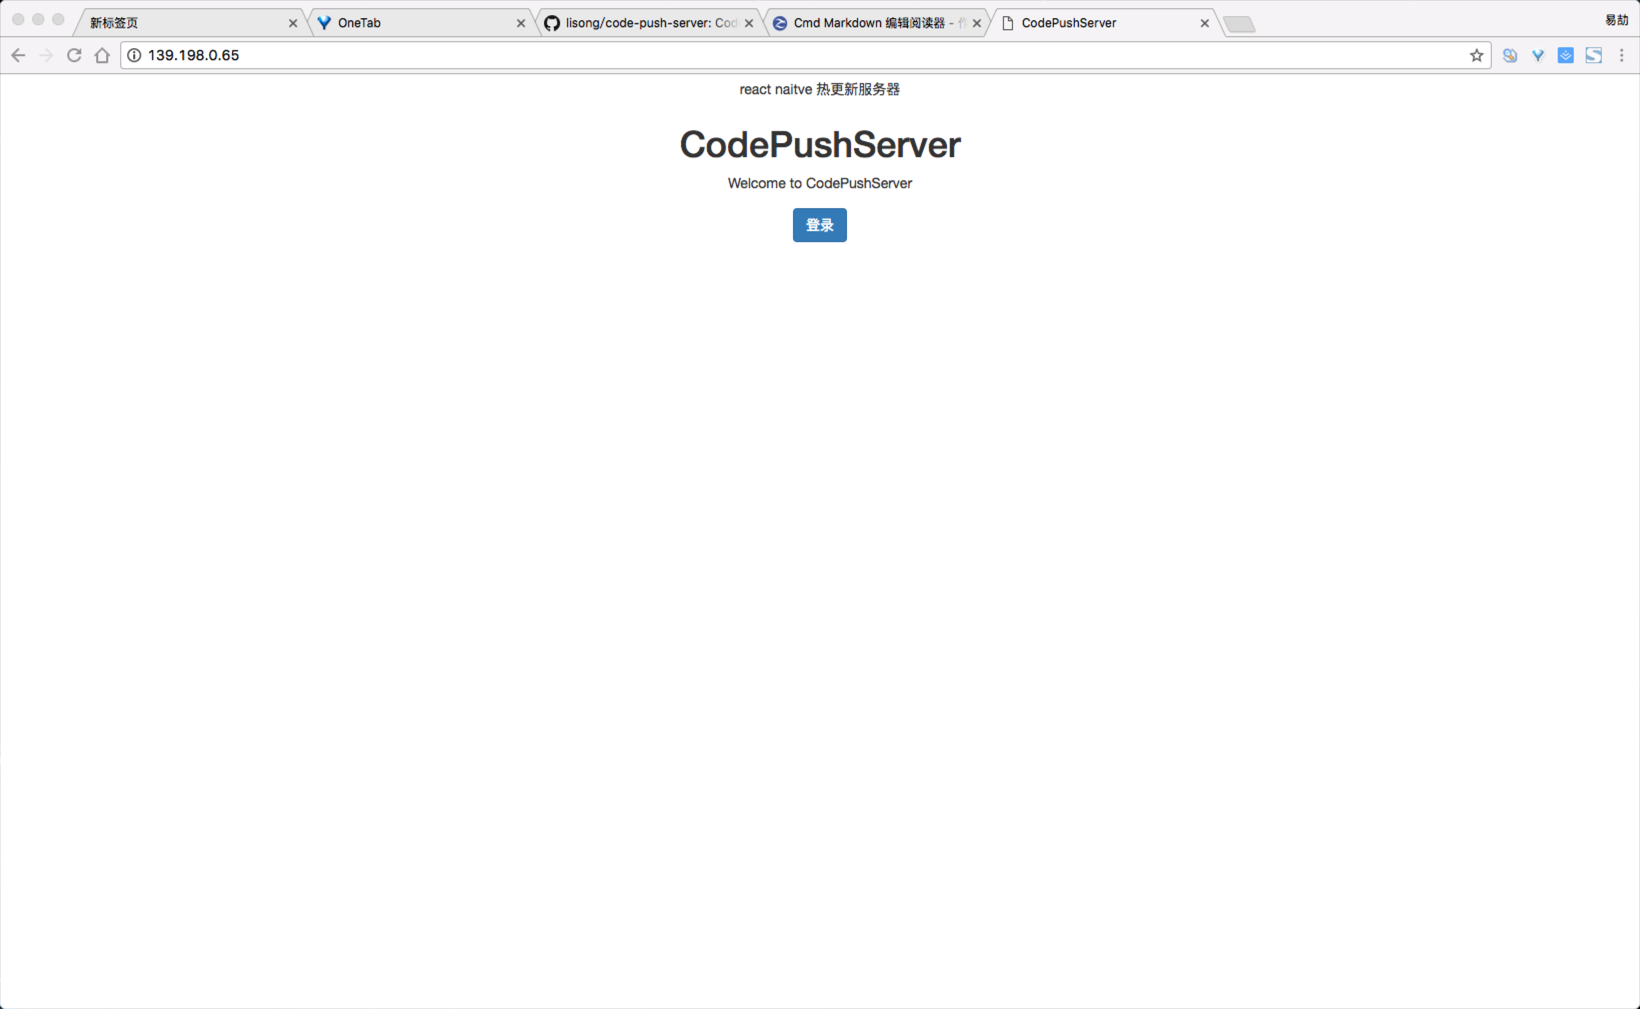 新标签页
OneTab
lisong/code-push-server: Cod
Cmd Markdown 编辑阅读器 -
CodePushServer
易劼
139.198.0.65
react naitve 热更新服务器
CodePushServer
Welcome to CodePushServer
登录